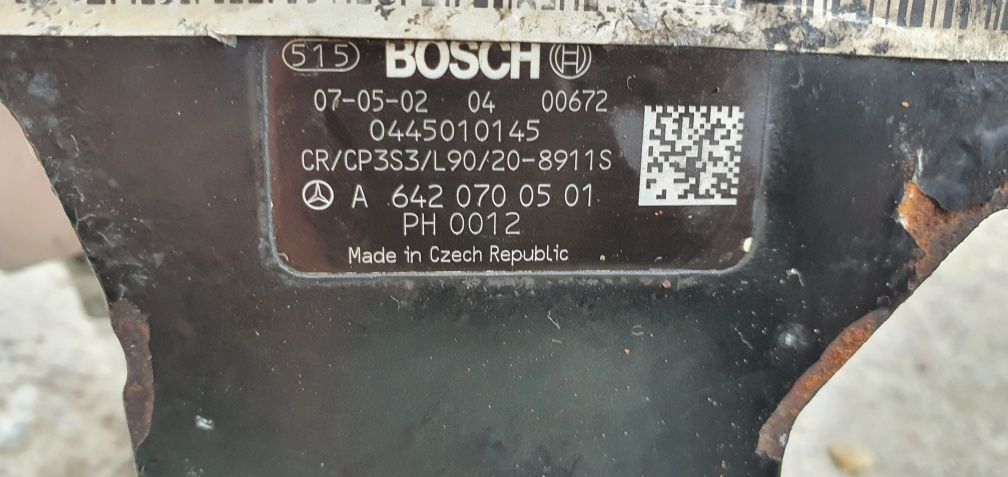 515 BOSCH
07-05-02 04 00672
0445010145
CR/CP3S3/L90/20-8911S
A 642 070 05 01
PH 0012
Made in Czech Republic